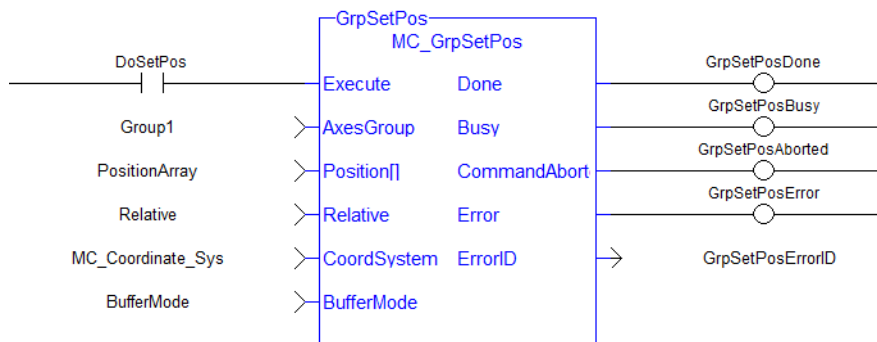 GrpSetPos
MC_GrpSetPos
DoSetPos
Execute
Done
GrpSetPosDone
Group1
AxesGroup
Busy
GrpSetPosBusy
PositionArray
Position[]
CommandAbort
GrpSetPosAborted
Relative
Relative
Error
GrpSetPosError
MC_Coordinate_Sys
CoordSystem
ErrorID
GrpSetPosErrorID
BufferMode
BufferMode